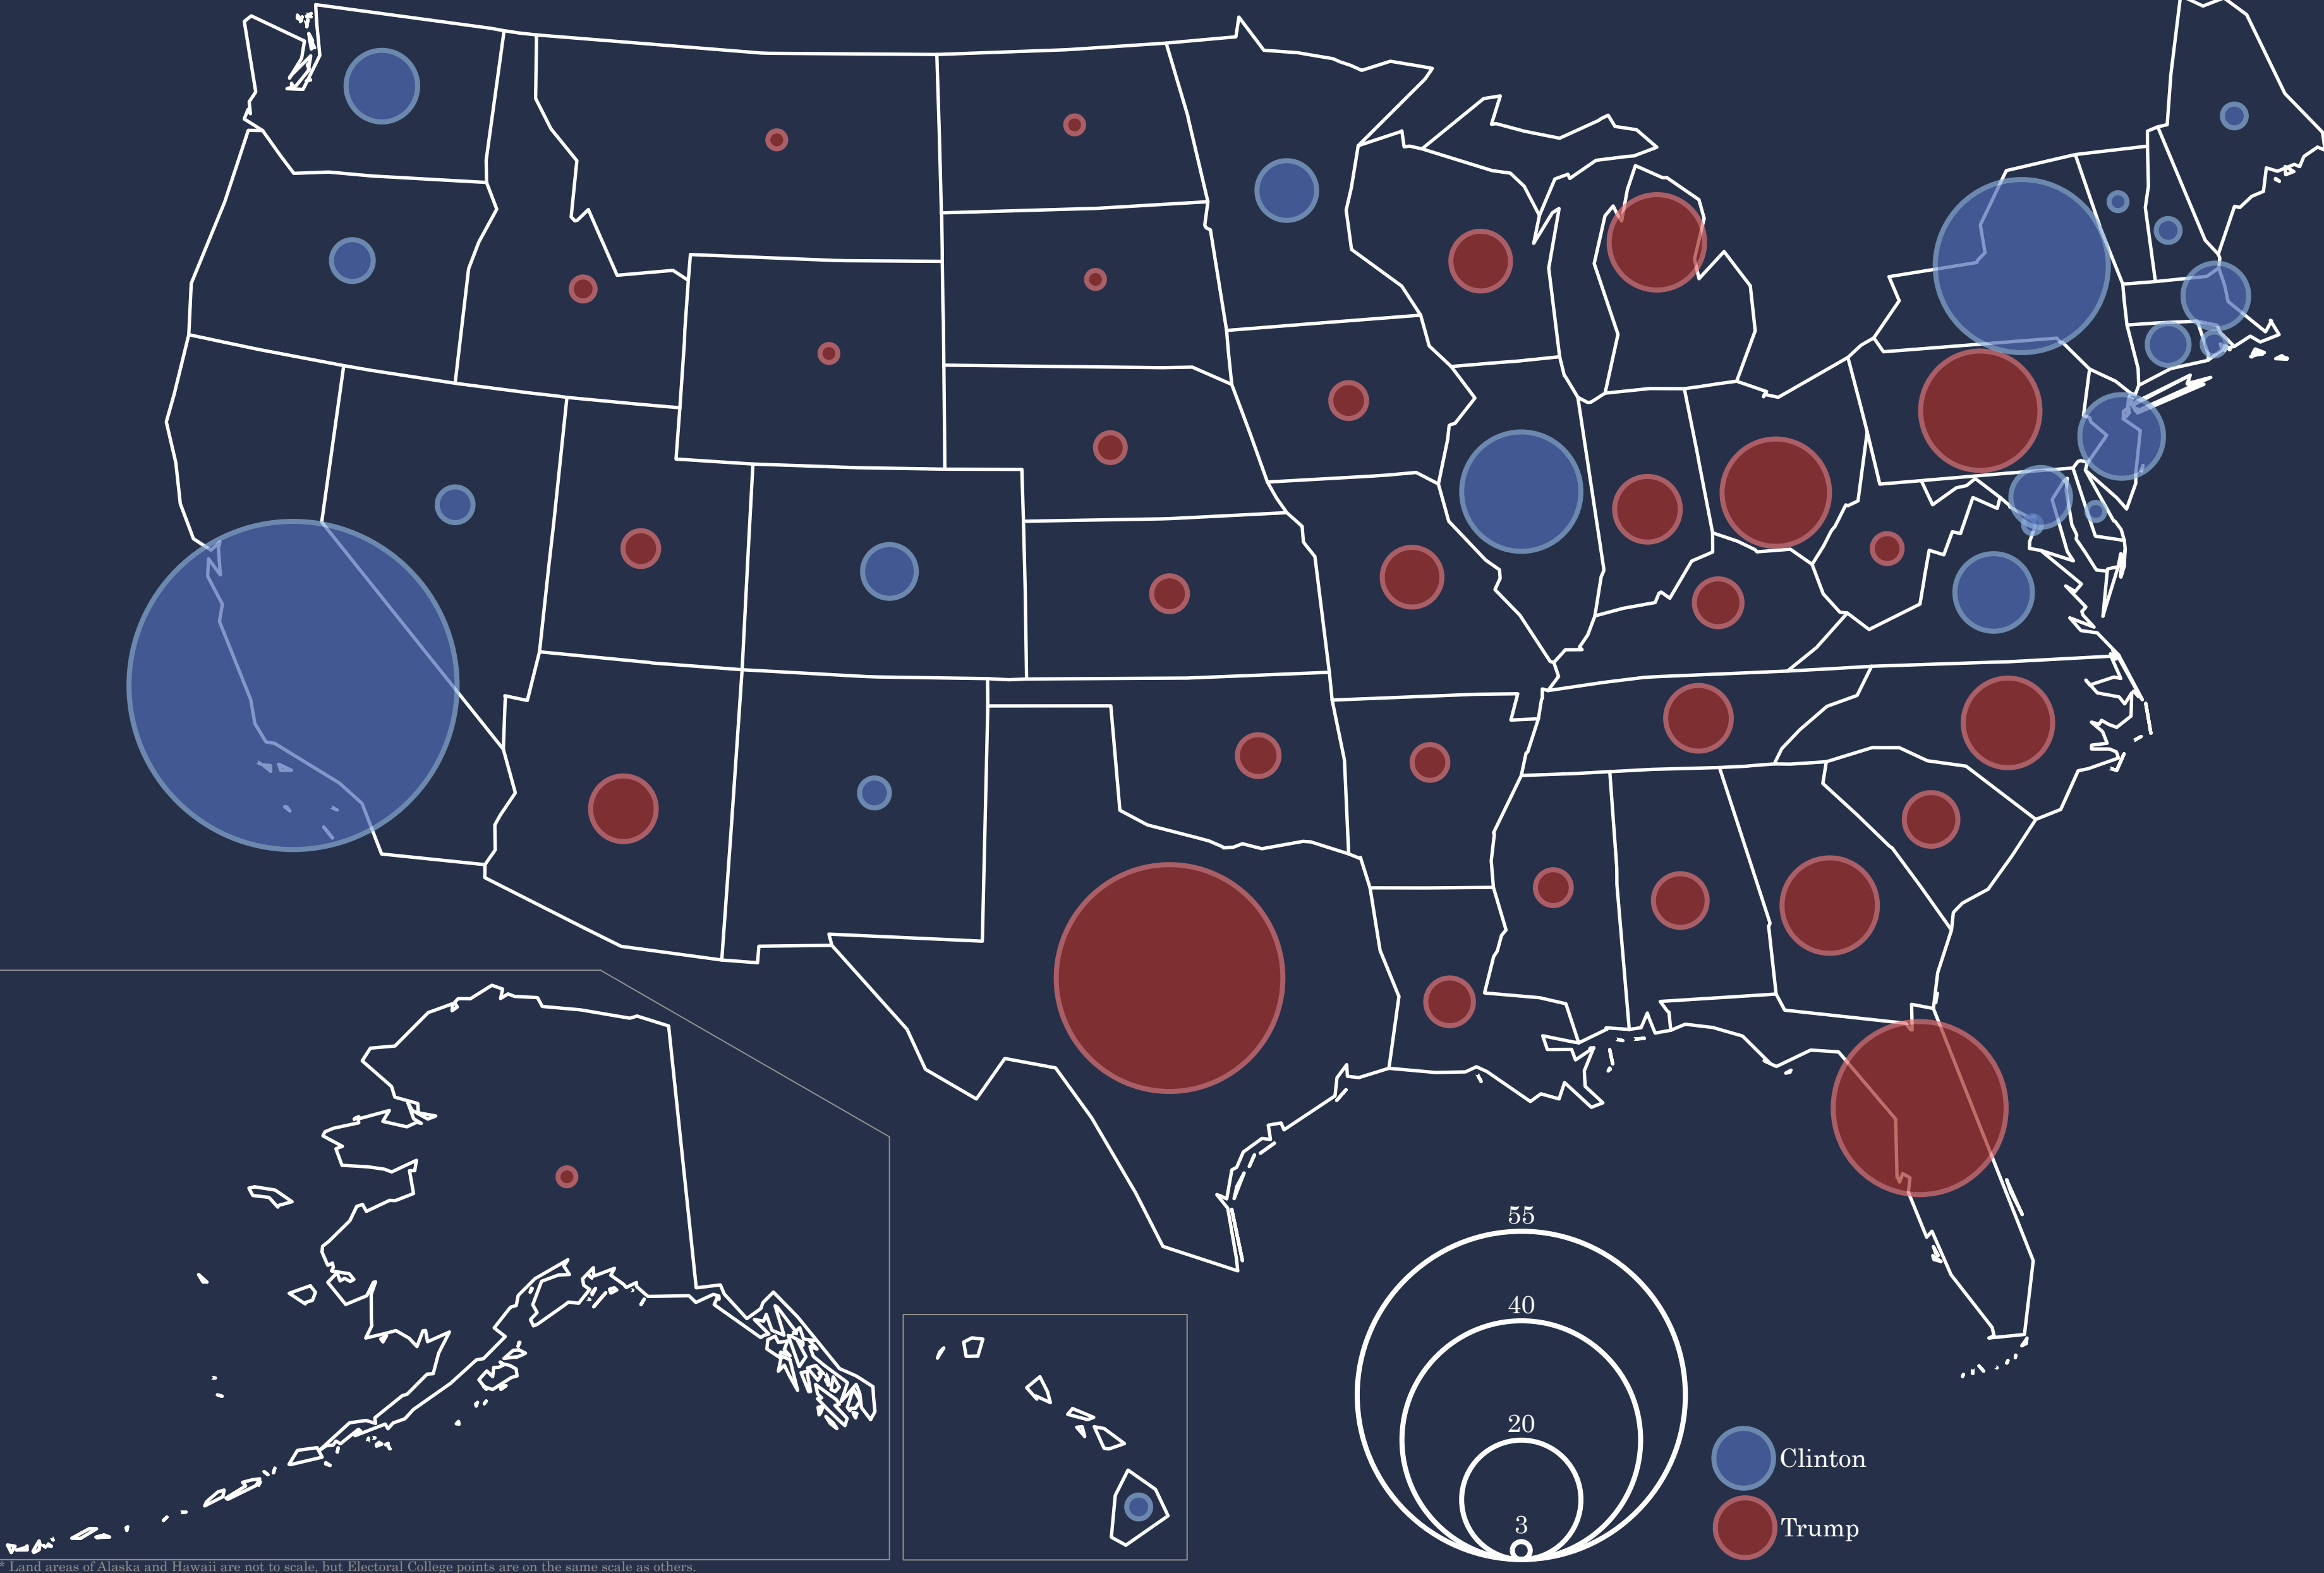 55
40
20
3
Clinton
Trump
* Land areas of Alaska and Hawaii are not to scale, but Electoral College points are on the same scale as others.